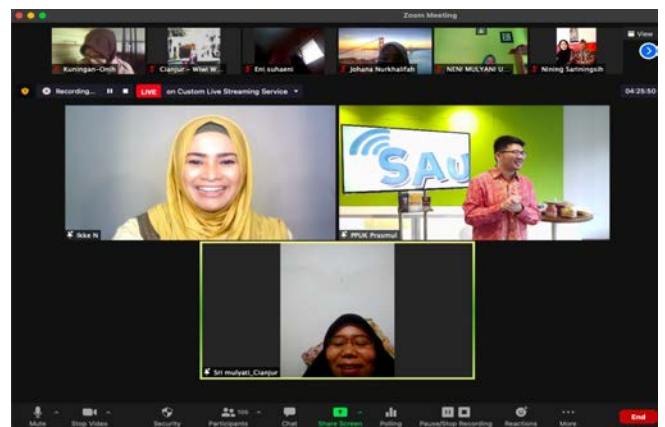 Zoom Meeting
View
Kuningan-Onih
Cianjur - Wiwi W...
Eni suhaeni
Johana Nurkhalifah
NENI MULYANI U...
Nining Sariningsih
Recording...
LIVE on Custom Live Streaming Service
04:25:50
SAU
Ikke N
PPUK Prasmul
Sri mulyati_Cianjur
Mute
Stop Video
Security
Participants
Chat
Share Screen
Polling
Pause/Stop Recording
Reactions
More
End